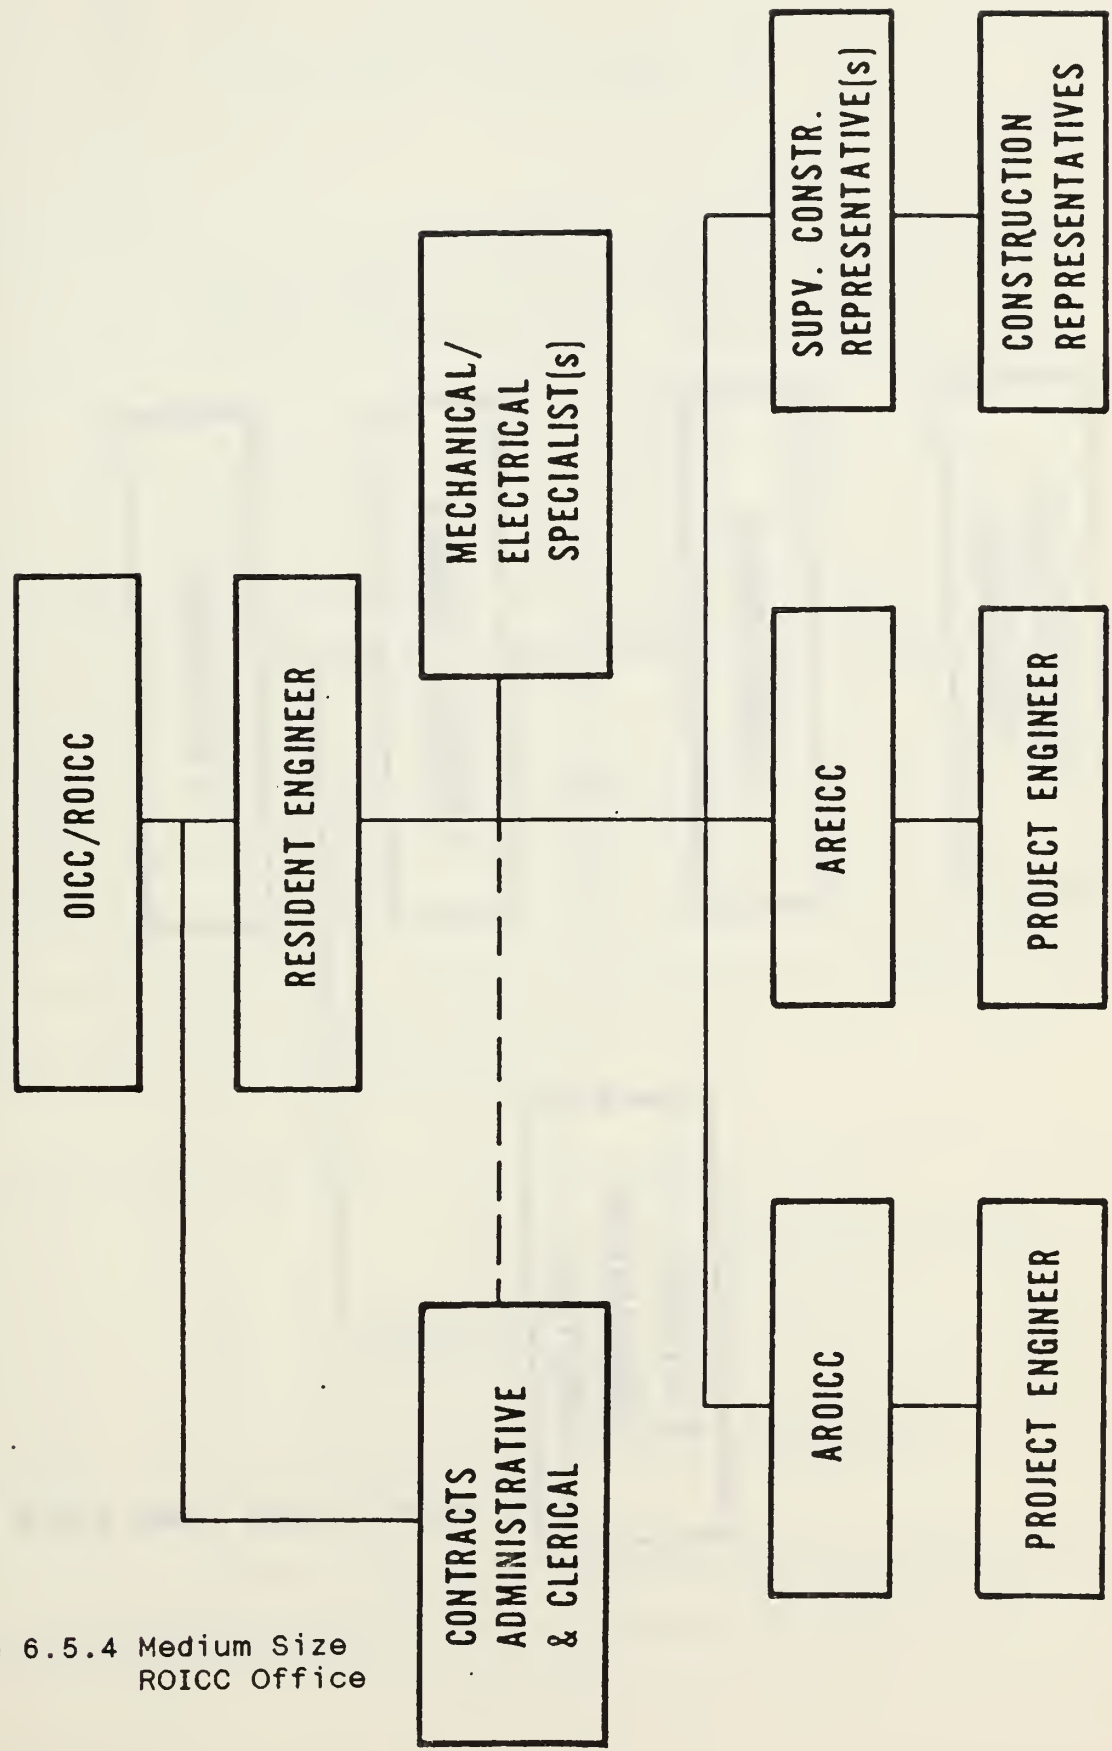 OICC/ROICC
RESIDENT ENGINEER
CONTRACTS
ADMINISTRATIVE
& CLERICAL
MECHANICAL/
ELECTRICAL
SPECIALIST(s)
AROICC
AREICC
SUPV. CONSTR.
REPRESENTATIVE(s)
PROJECT ENGINEER
PROJECT ENGINEER
CONSTRUCTION
REPRESENTATIVES
6.5.4 Medium Size
ROICC Office